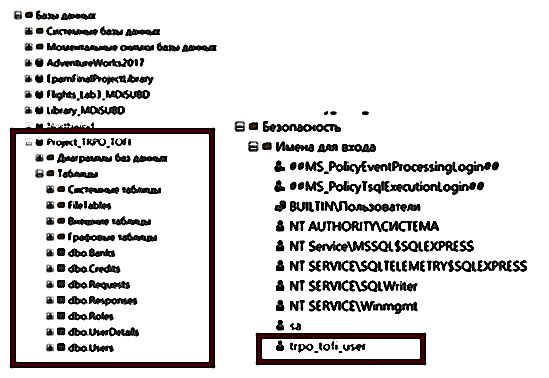 Базы данных
Системные базы данных
Моментальные снимки базы данных
AdventureWorks2017
EpamFinalProjectLibrary
Flights_Lab3_MDiSUBD
Library_MDiSUBD
Project_TRPO_TOFI
Диаграммы баз данных
Таблицы
Системные таблицы
FileTables
Внешние таблицы
Графовые таблицы
dbo.Banks
dbo.Credits
dbo.Requests
dbo.Responses
dbo.Roles
dbo.UserDetails
dbo.Users
Безопасность
Имена для входа
##MS_PolicyEventProcessingLogin##
##MS_PolicyTsqlExecutionLogin##
BUILTIN\Пользователи
NT AUTHORITY\СИСТЕМА
NT Service\MSSQL$SQLEXPRESS
NT SERVICE\SQLTELEMETRY$SQLEXPRESS
NT SERVICE\SQLWriter
NT SERVICE\Winmgmt
sa
trpo_tofi_user